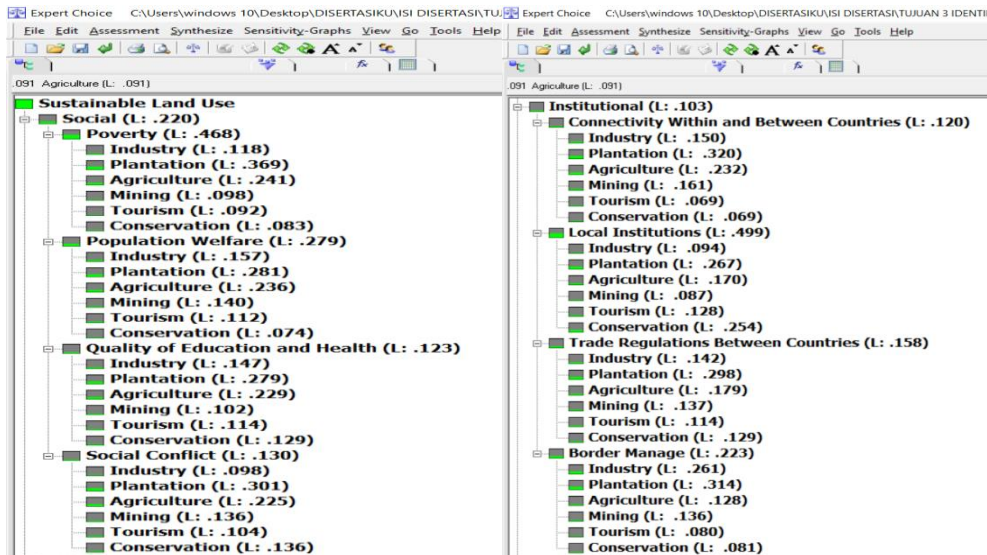 Expert Choice C:\Users\windows 10\Desktop\DISERTASIKU\ISI DISERTASI\TUJ
File Edit Assessment Synthesize Sensitivity-Graphs View Go Tools Help
.091 Agriculture (L: .091)
Sustainable Land Use
Social (L: .220)
Poverty (L: .468)
Industry (L: .118)
Plantation (L: .369)
Agriculture (L: .241)
Mining (L: .098)
Tourism (L: .092)
Conservation (L: .083)
Population Welfare (L: .279)
Industry (L: .157)
Plantation (L: .281)
Agriculture (L: .236)
Mining (L: .140)
Tourism (L: .112)
Conservation (L: .074)
Quality of Education and Health (L: .123)
Industry (L: .147)
Plantation (L: .279)
Agriculture (L: .229)
Mining (L: .102)
Tourism (L: .114)
Conservation (L: .129)
Social Conflict (L: .130)
Industry (L: .098)
Plantation (L: .301)
Agriculture (L: .225)
Mining (L: .136)
Tourism (L: .104)
Conservation (L: .136)
Expert Choice C:\Users\windows 10\Desktop\DISERTASIKU\ISI DISERTASI\TUJUAN 3 IDENTI
File Edit Assessment Synthesize Sensitivity-Graphs View Go Tools Help
.091 Agriculture (L: .091)
Institutional (L: .103)
Connectivity Within and Between Countries (L: .120)
Industry (L: .150)
Plantation (L: .320)
Agriculture (L: .232)
Mining (L: .161)
Tourism (L: .069)
Conservation (L: .069)
Local Institutions (L: .499)
Industry (L: .094)
Plantation (L: .267)
Agriculture (L: .170)
Mining (L: .087)
Tourism (L: .128)
Conservation (L: .254)
Trade Regulations Between Countries (L: .158)
Industry (L: .142)
Plantation (L: .298)
Agriculture (L: .179)
Mining (L: .137)
Tourism (L: .114)
Conservation (L: .129)
Border Manage (L: .223)
Industry (L: .261)
Plantation (L: .314)
Agriculture (L: .128)
Mining (L: .136)
Tourism (L: .080)
Conservation (L: .081)